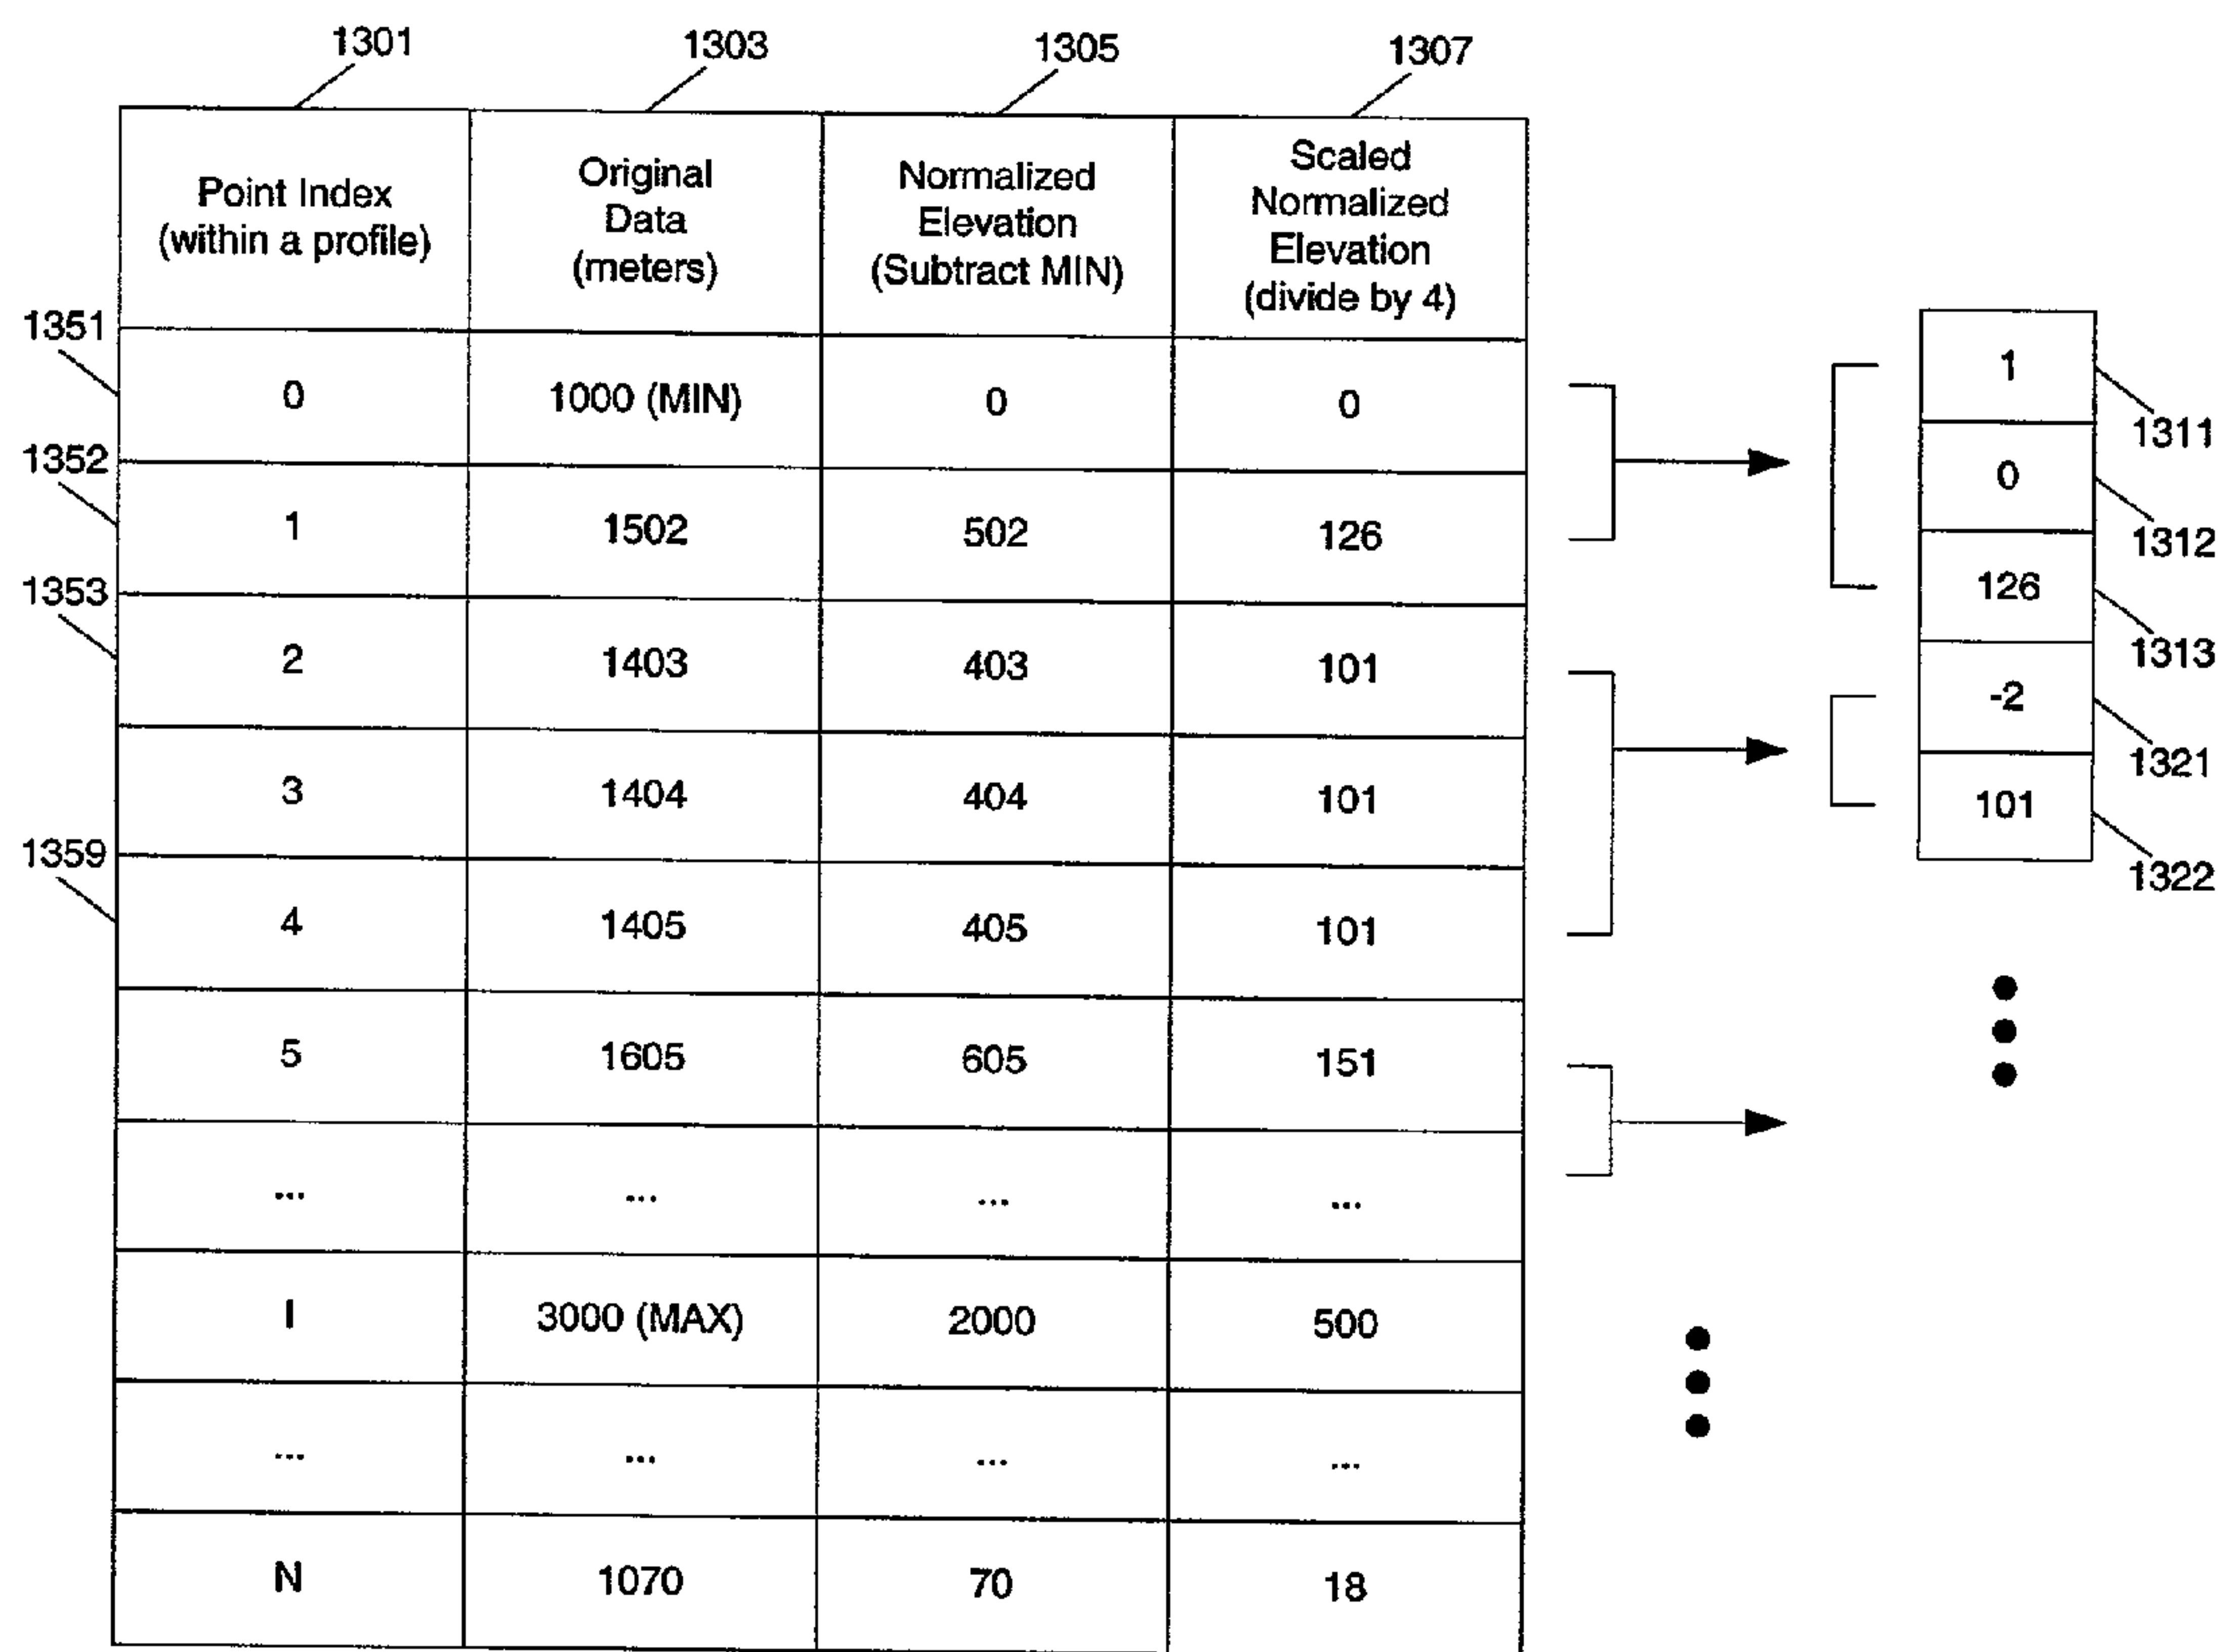 1301 1303 1305 1307
Point Index
(within a profile)
Original
Data
(meters)
Normalized
Elevation
(Subtract MIN)
Scaled
Normalized
Elevation
(divide by 4)
1351
0 1000 (MIN) 0 0
1352
1 1502 502 126
1353
2 1403 403 101
3 1404 404 101
1359
4 1405 405 101
5 1605 605 151
... ... ... ...
I 3000 (MAX) 2000 500
... ... ... ...
N 1070 70 18
1
1311
0
1312
126
1313
-2
1321
101
1322